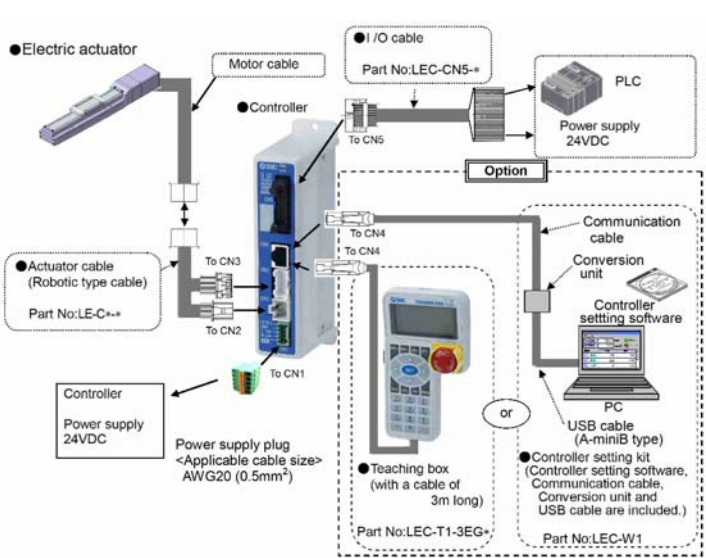 ●Electric actuator
Motor cable
●I/O cable
Part No:LEC-CN5-*
PLC
Power supply
24VDC
●Controller
To CN5
Option
To CN4
To CN4
Communication
cable
Conversion
unit
Controller
settting software
●Actuator cable
(Robotic type cable)
Part No:LE-C*-*
To CN3
To CN2
To CN1
Controller
Power supply
24VDC
Power supply plug
<Applicable cable size>
AWG20 (0.5mm²)
●Teaching box
(with a cable of
3m long)
Part No:LEC-T1-3EG*
or
PC
USB cable
(A-miniB type)
●Controller setting kit
(Controller setting software,
Communication cable,
Conversion unit and
USB cable are included.)
Part No:LEC-W1